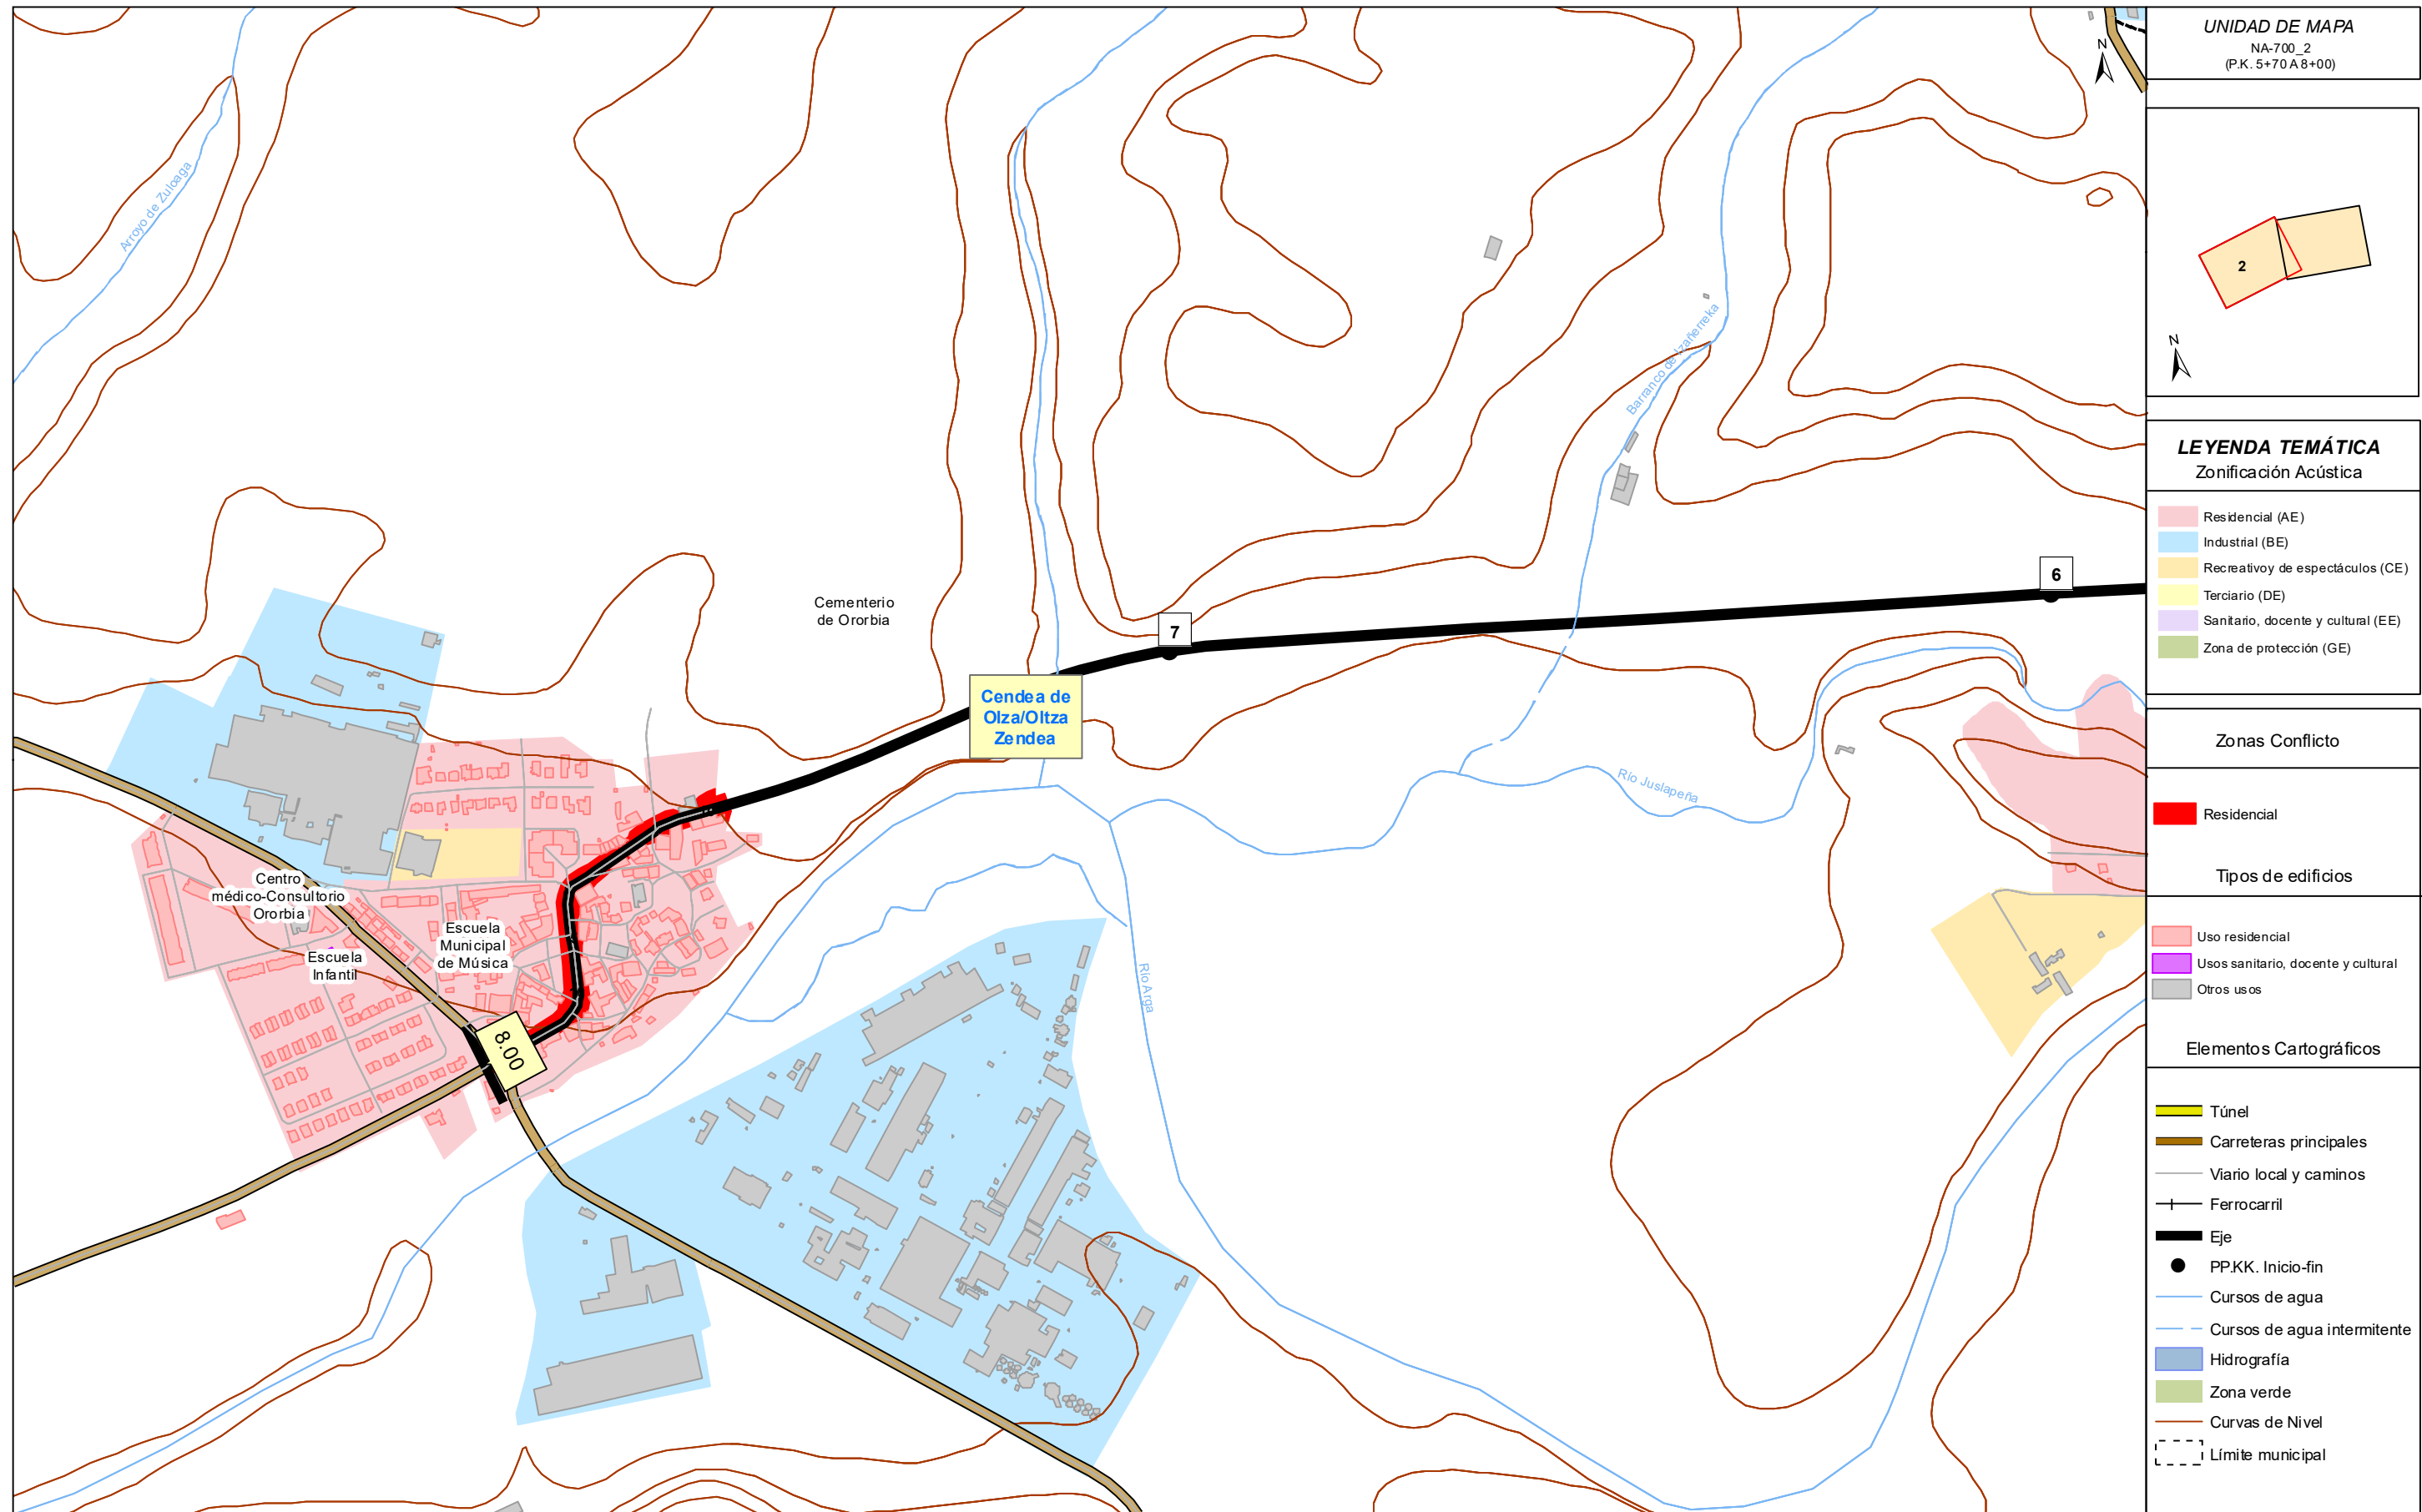 UNIDAD DE MAPA
NA-700_2
(P.K. 5+70 A 8+00)
N
2
N
LEYENDA TEMÁTICA
Zonificación Acústica
Residencial (AE)
Industrial (BE)
Recreativoy de espectáculos (CE)
Terciario (DE)
Sanitario, docente y cultural (EE)
Zona de protección (GE)
Zonas Conflicto
Residencial
Tipos de edificios
Uso residencial
Usos sanitario, docente y cultural
Otros usos
Elementos Cartográficos
Túnel
Carreteras principales
Viario local y caminos
Ferrocarril
Eje
PP.KK. Inicio-fin
Cursos de agua
Cursos de agua intermitente
Hidrografía
Zona verde
Curvas de Nivel
Límite municipal
Arroyo de Zuloaga
Barranco de Izañerreka
6
Cementerio
de Ororbia
7
Cendea de
Olza/Oltza
Zendea
Río Juslapeña
Centro
médico-Consultorio
Ororbia
Escuela
Municipal
de Música
Escuela
Infantil
Río Arga
8.00